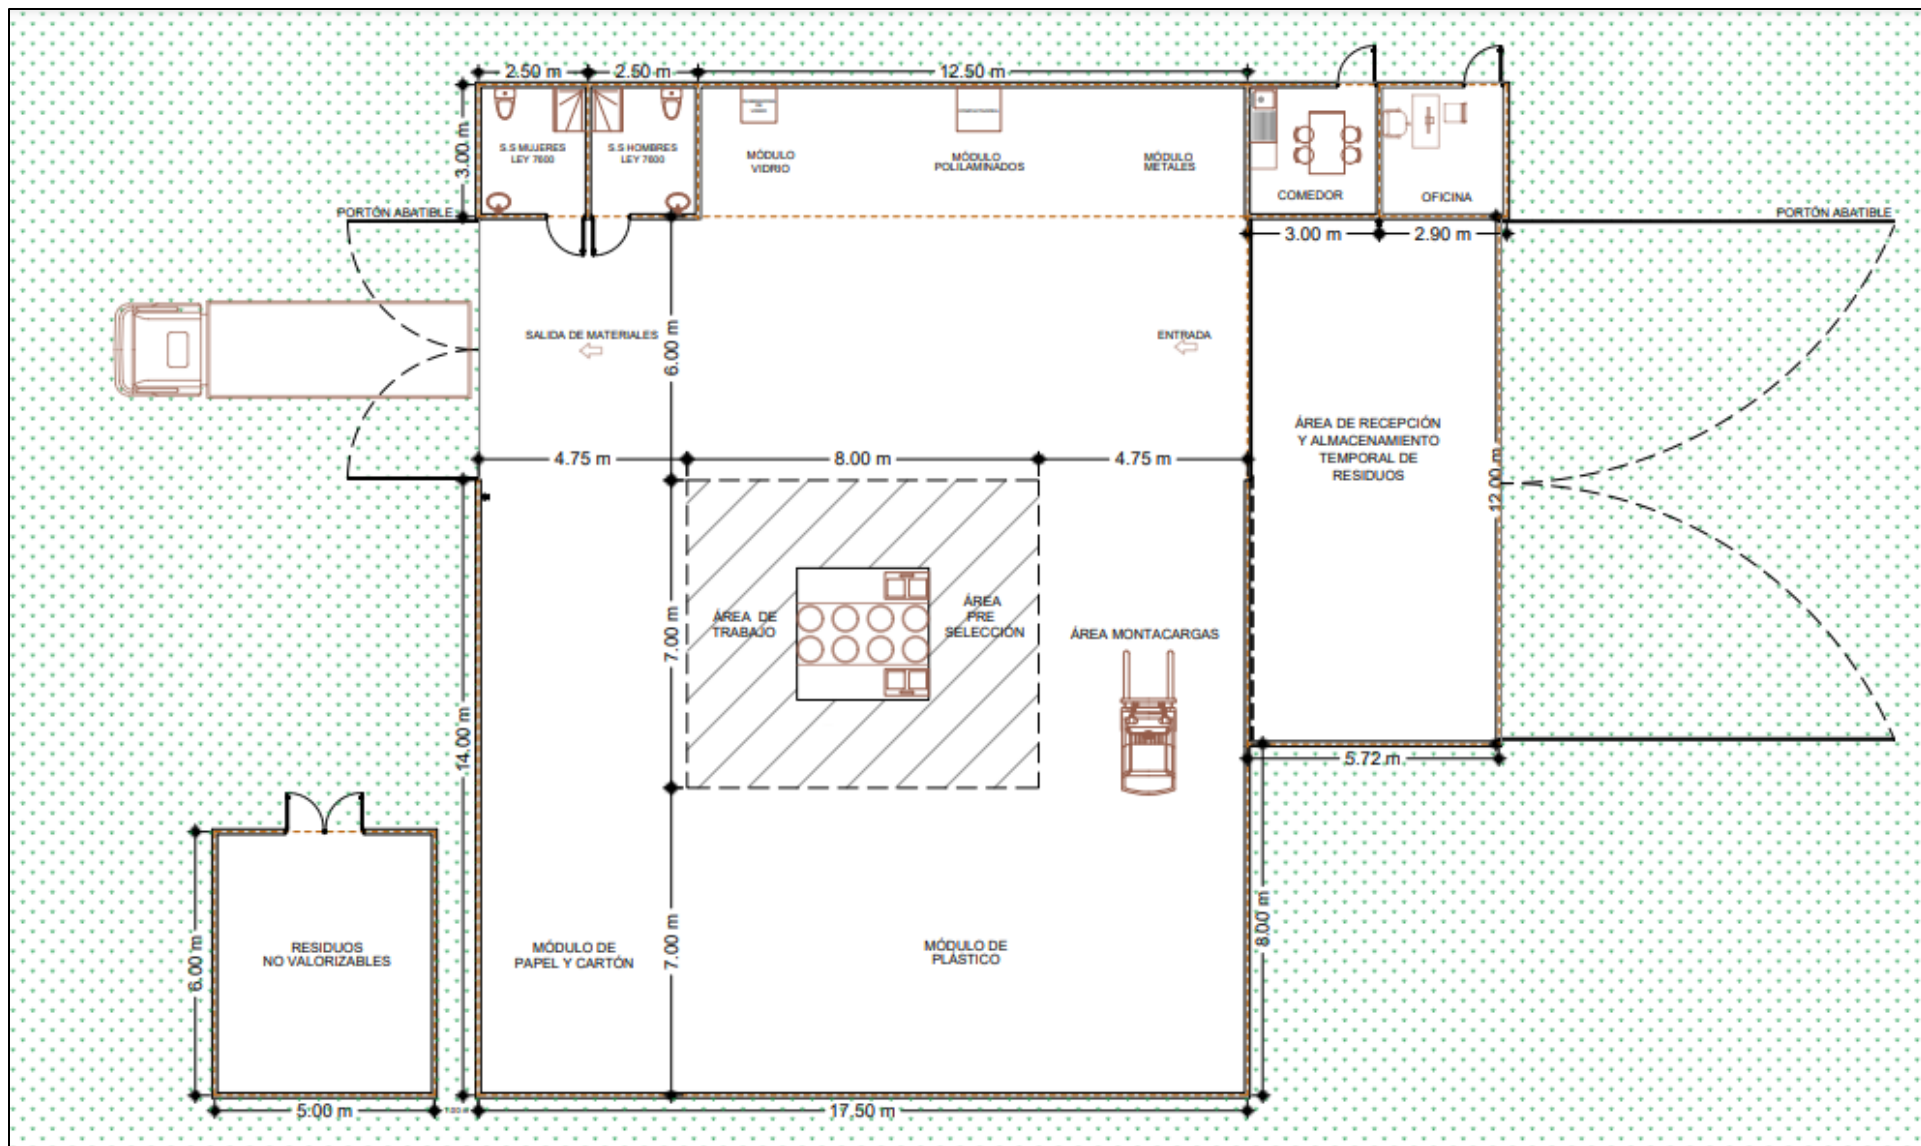 2.50 m
2.50 m
12.50 m
3.00 m
S.S MUJERES
LEY 7600
S.S HOMBRES
LEY 7600
MÓDULO
VIDRIO
MÓDULO
POLILAMINADOS
MÓDULO
METALES
COMEDOR
OFICINA
PORTÓN ABATIBLE
PORTÓN ABATIBLE
3.00 m
2.90 m
SALIDA DE MATERIALES
6.00 m
ENTRADA
ÁREA DE RECEPCIÓN
Y ALMACENAMIENTO
TEMPORAL DE
RESIDUOS
4.75 m
8.00 m
4.75 m
12.00 m
ÁREA DE
TRABAJO
ÁREA
PRE
SELECCIÓN
ÁREA MONTACARGAS
7.00 m
14.00 m
5.72 m
6.00 m
RESIDUOS
NO VALORIZABLES
MÓDULO DE
PAPEL Y CARTÓN
7.00 m
MÓDULO DE
PLÁSTICO
8.00 m
5.00 m
17.50 m